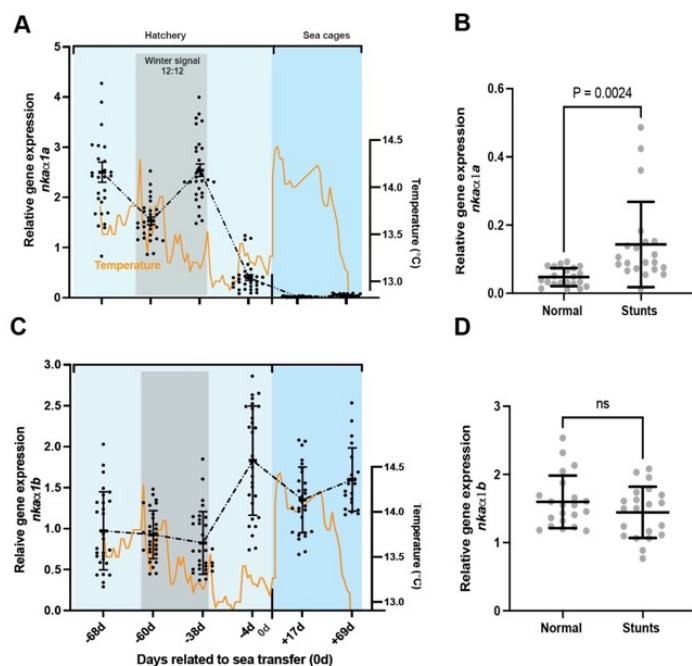 A
Hatchery
Sea cages
Winter signal
12:12
Relative gene expression
nkaα1a
5
4
3
2
1
0
14.5
14.0
13.5
13.0
Temperature (°C)
Temperature
B
P = 0.0024
Relative gene expression
nkaα1a
0.6
0.4
0.2
0.0
Normal
Stunts
C
Relaive gene expression
nkaα1b
3.0
2.5
2.0
1.5
1.0
0.5
0.0
14.5
14.0
13.5
13.0
Temperature (°C)
-68d
-60d
-38d
-4d
0d
+17d
+69d
Days related to sea transfer (0d)
D
ns
Relative gene expression
nkaα1b
3
2
1
0
Normal
Stunts